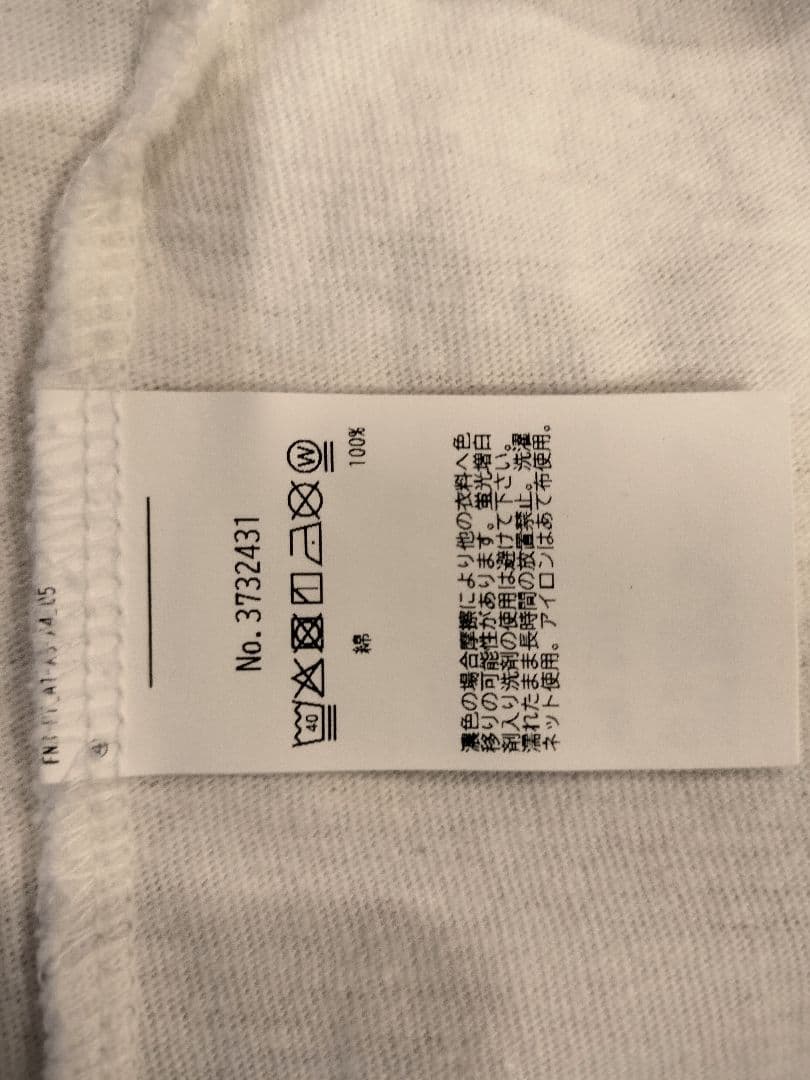 No. 3732431
40 W
綿 100%
濃色の場合摩擦により他の衣料へ色
移りの可能性があります。蛍光増白
剤入り洗剤の使用は避けて下さい。
濡れたまま長時間の放置禁止。洗濯
ネット使用。アイロンはあて布使用。